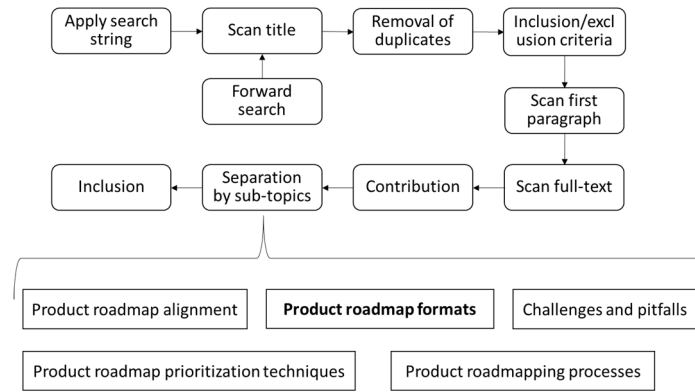 Apply search
string
Scan title
Removal of
duplicates
Inclusion/excl
usion criteria
Forward
search
Scan first
paragraph
Inclusion
Separation
by sub-topics
Contribution
Scan full-text
Product roadmap alignment
Product roadmap formats
Challenges and pitfalls
Product roadmap prioritization techniques
Product roadmapping processes